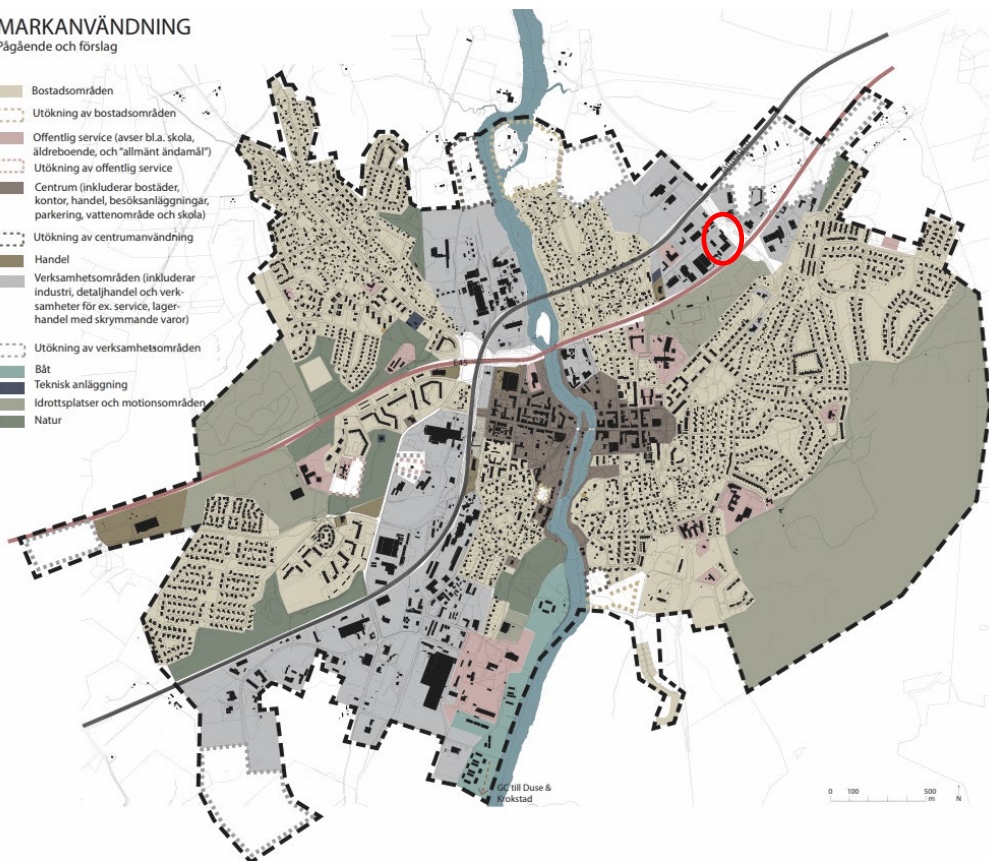 MARKANVÄNDNING
Pågående och förslag
Bostadsområden
Utökning av bostadsområden
Offentlig service (avser bl.a. skola,
äldreboende, och "allmänt ändamål")
Utökning av offentlig service
Centrum (inkluderar bostäder,
kontor, handel, besöksanläggningar,
parkering, vattenområde och skola)
Utökning av centrumanvändning
Handel
Verksamhetsområden (inkluderar
industri, detaljhandel och verk-
samheter för ex. service, lager-
handel med skrymmande varor)
Utökning av verksamhetsområden
Båt
Teknisk anläggning
Idrottsplatser och motionsområden
Natur
E45
GC till Duse &
Krokstad
0 100 500
m N